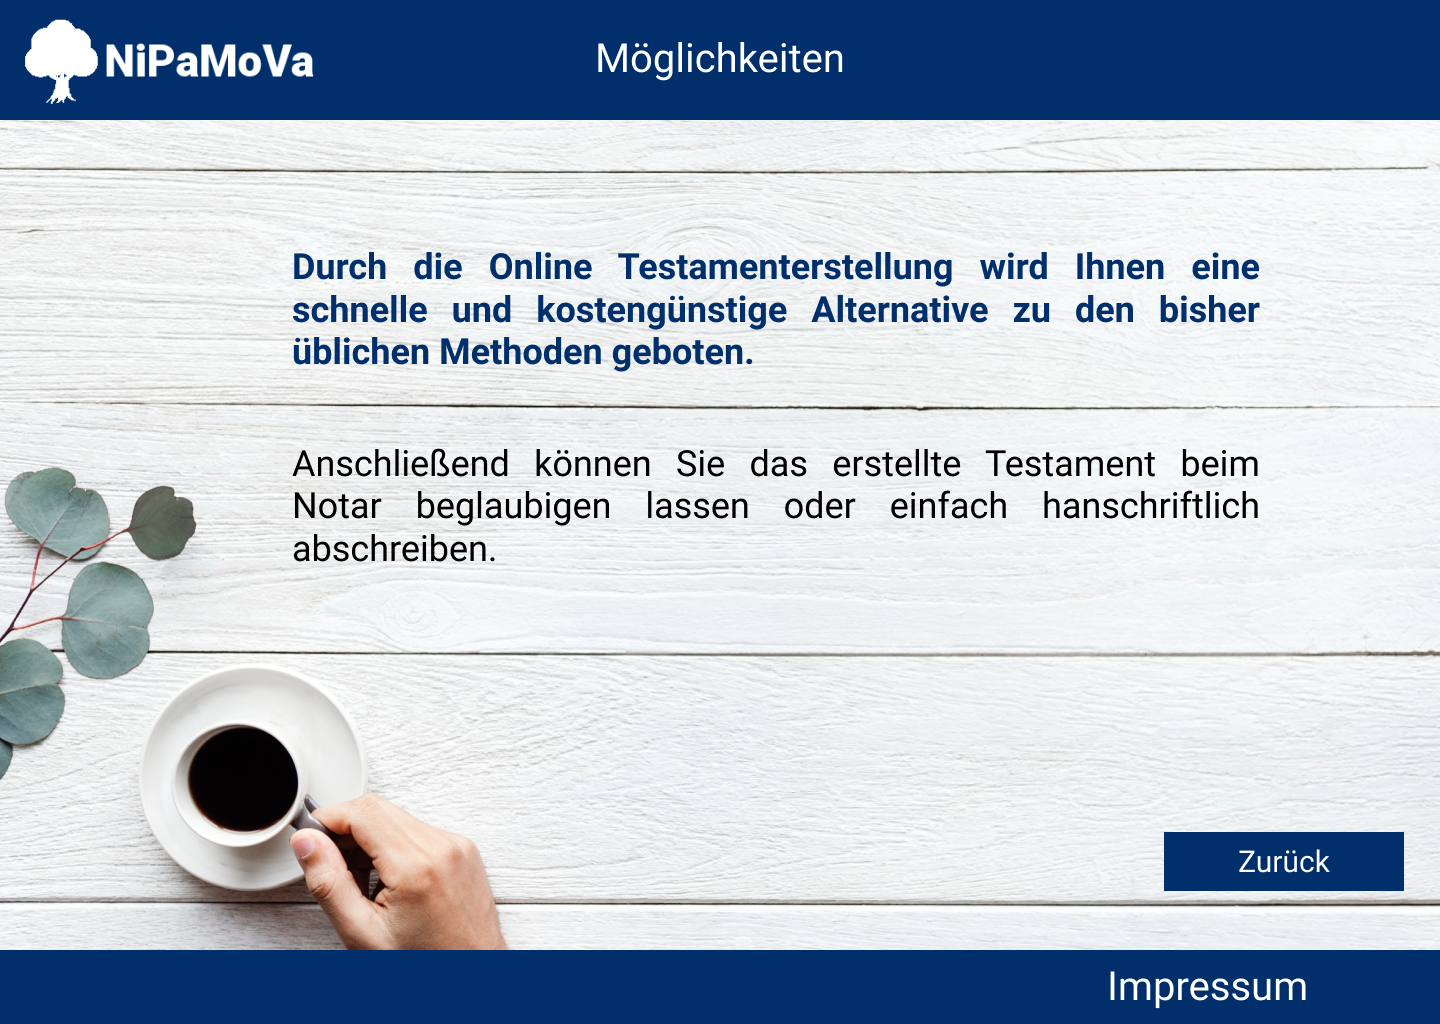 NiPaMoVa
Möglichkeiten
Durch die Online Testamenterstellung wird Ihnen eine
schnelle und kostengünstige Alternative zu den bisher
üblichen Methoden geboten.
Anschließend können Sie das erstellte Testament beim
Notar beglaubigen lassen oder einfach hanschriftlich
abschreiben.
Zurück
Impressum